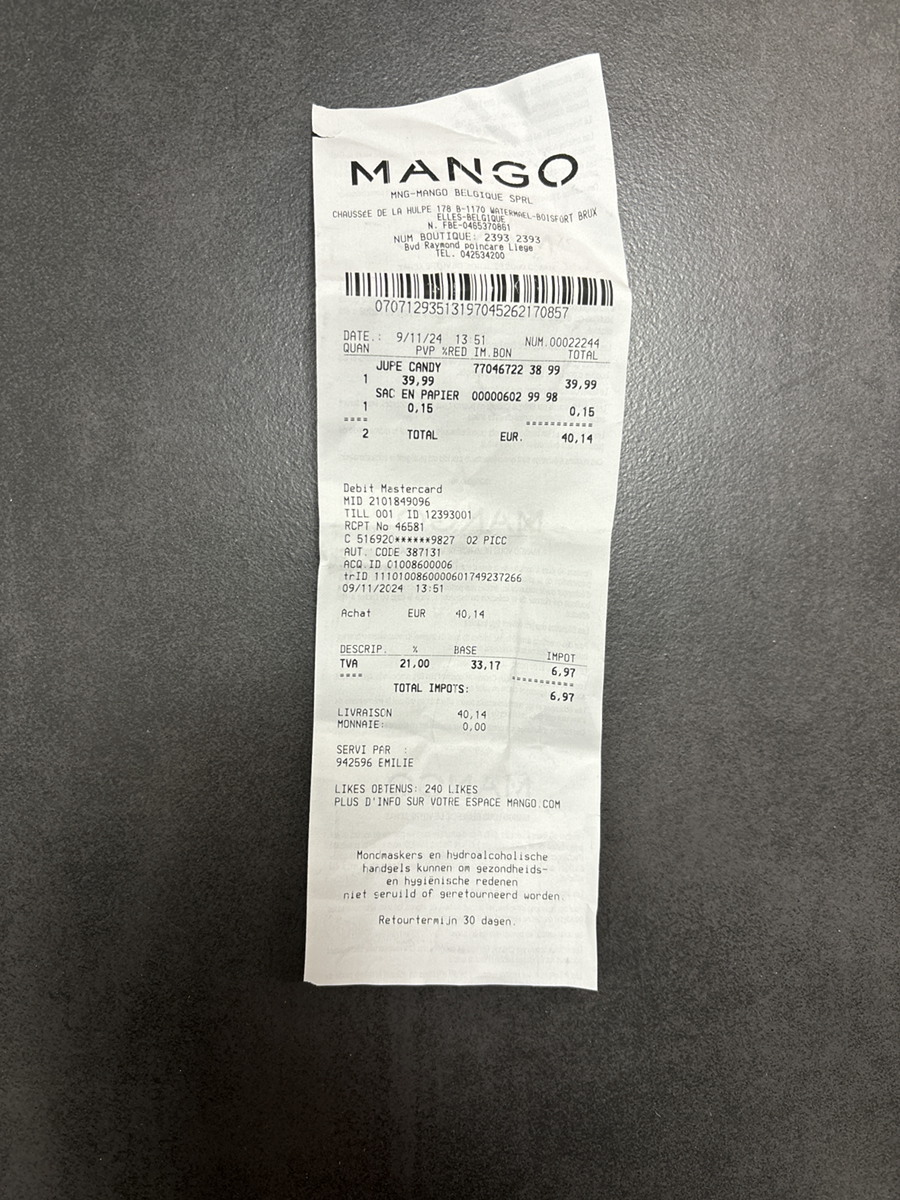 MANGO
MNG-MANGO BELGIQUE SPRL
CHAUSSéE DE LA HULPE 178 B-1170 WATERMAEL-BOISFORT BRUX
ELLES-BELGIQUE
N. FBE-0465370861
NUM BOUTIQUE: 2393 2393
Bvd Raymond poincare Liege
TEL. 042534200
0707129351319704526217085​7
DATE.: 9/11/24 13:51 NUM.00022244
QUAN PVP %RED IM.BON TOTAL
JUPE CANDY 77046722 38 99
1 39,99 39,99
SAC EN PAPIER 00000602 99 98
1 0,15 0,15
==== ===========
2 TOTAL EUR. 40,14
Debit Mastercard
MID 2101849096
TILL 001 ID 12393001
RCPT No 46581
C 516920******9827 02 PICC
AUT. CODE 387131
ACQ.ID 01008600006
trID 1110100860000601749237266
09/11/2024 13:51
Achat EUR 40,14
DESCRIP. % BASE IMPOT
TVA 21,00 33,17 6,97
==== ===========
TOTAL IMPOTS: 6,97
LIVRAISON 40,14
MONNAIE: 0,00
SERVI PAR :
942596 EMILIE
LIKES OBTENUS: 240 LIKES
PLUS D'INFO SUR VOTRE ESPACE MANGO.COM
Mondmaskers en hydroalcoholische
handgels kunnen om gezondheids-
en hygiënische redenen
niet geruild of geretourneerd worden.
Retourtermijn 30 dagen.